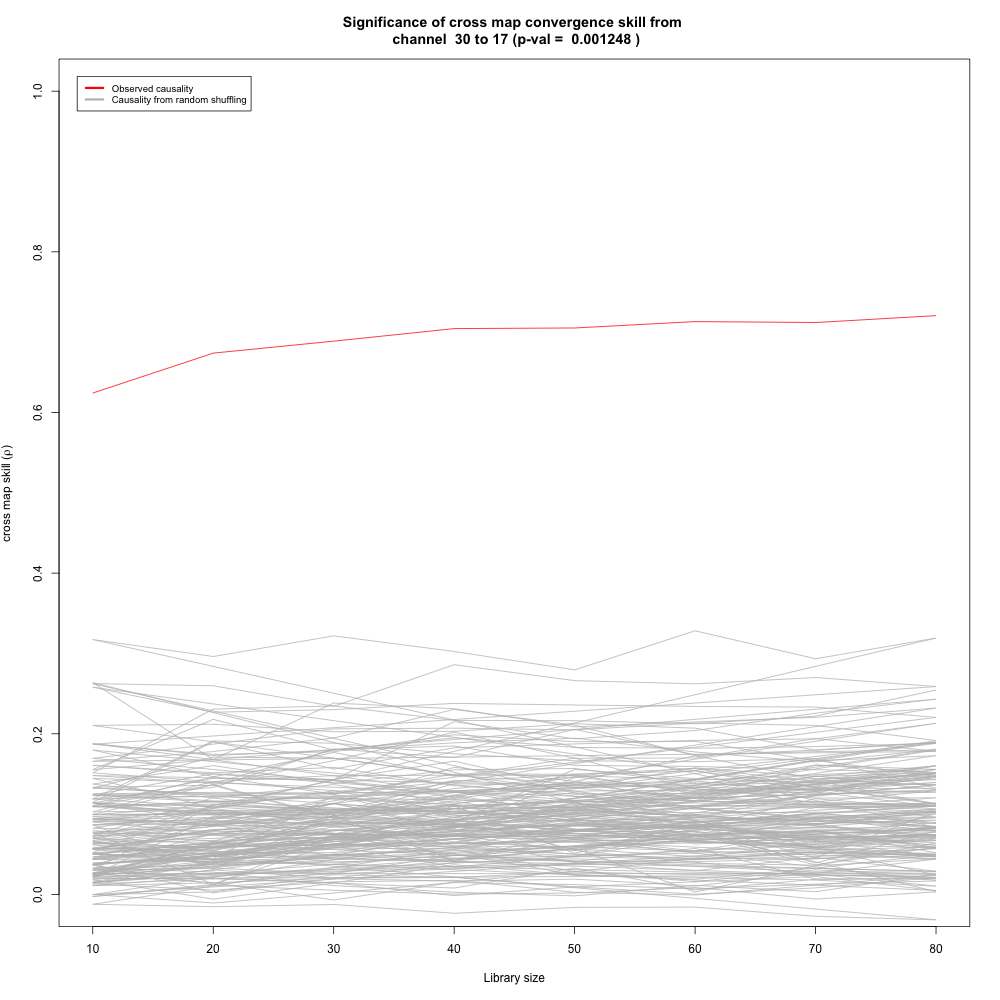 Significance of cross map convergence skill from
channel  30 to 17 (p-val =  0.001248 )
Observed causality
Causality from random shuffling
1.0
0.8
0.6
0.4
0.2
0.0
cross map skill (ρ)
10 20 30 40 50 60 70 80
Library size